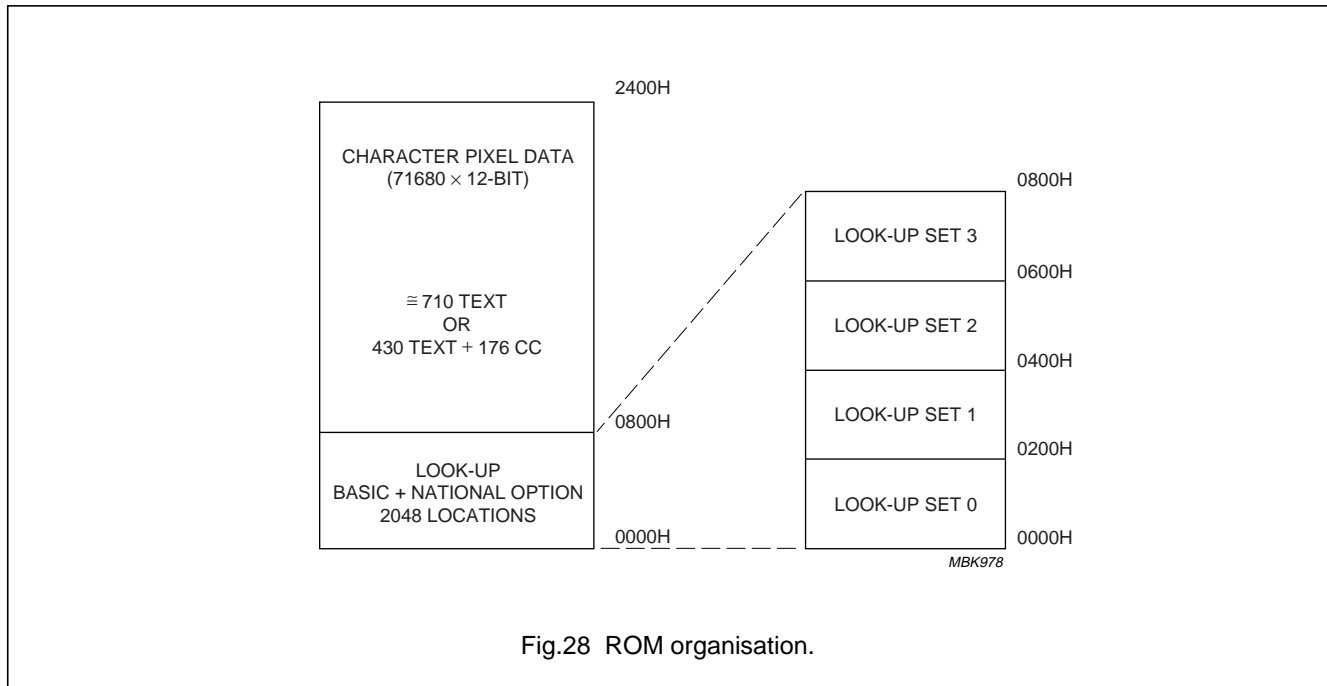 2400H
CHARACTER PIXEL DATA
(71680 × 12-BIT)
≅ 710 TEXT
OR
430 TEXT + 176 CC
0800H
LOOK-UP
BASIC + NATIONAL OPTION
2048 LOCATIONS
0000H
0800H
LOOK-UP SET 3
0600H
LOOK-UP SET 2
0400H
LOOK-UP SET 1
0200H
LOOK-UP SET 0
0000H
MBK978
Fig.28 ROM organisation.